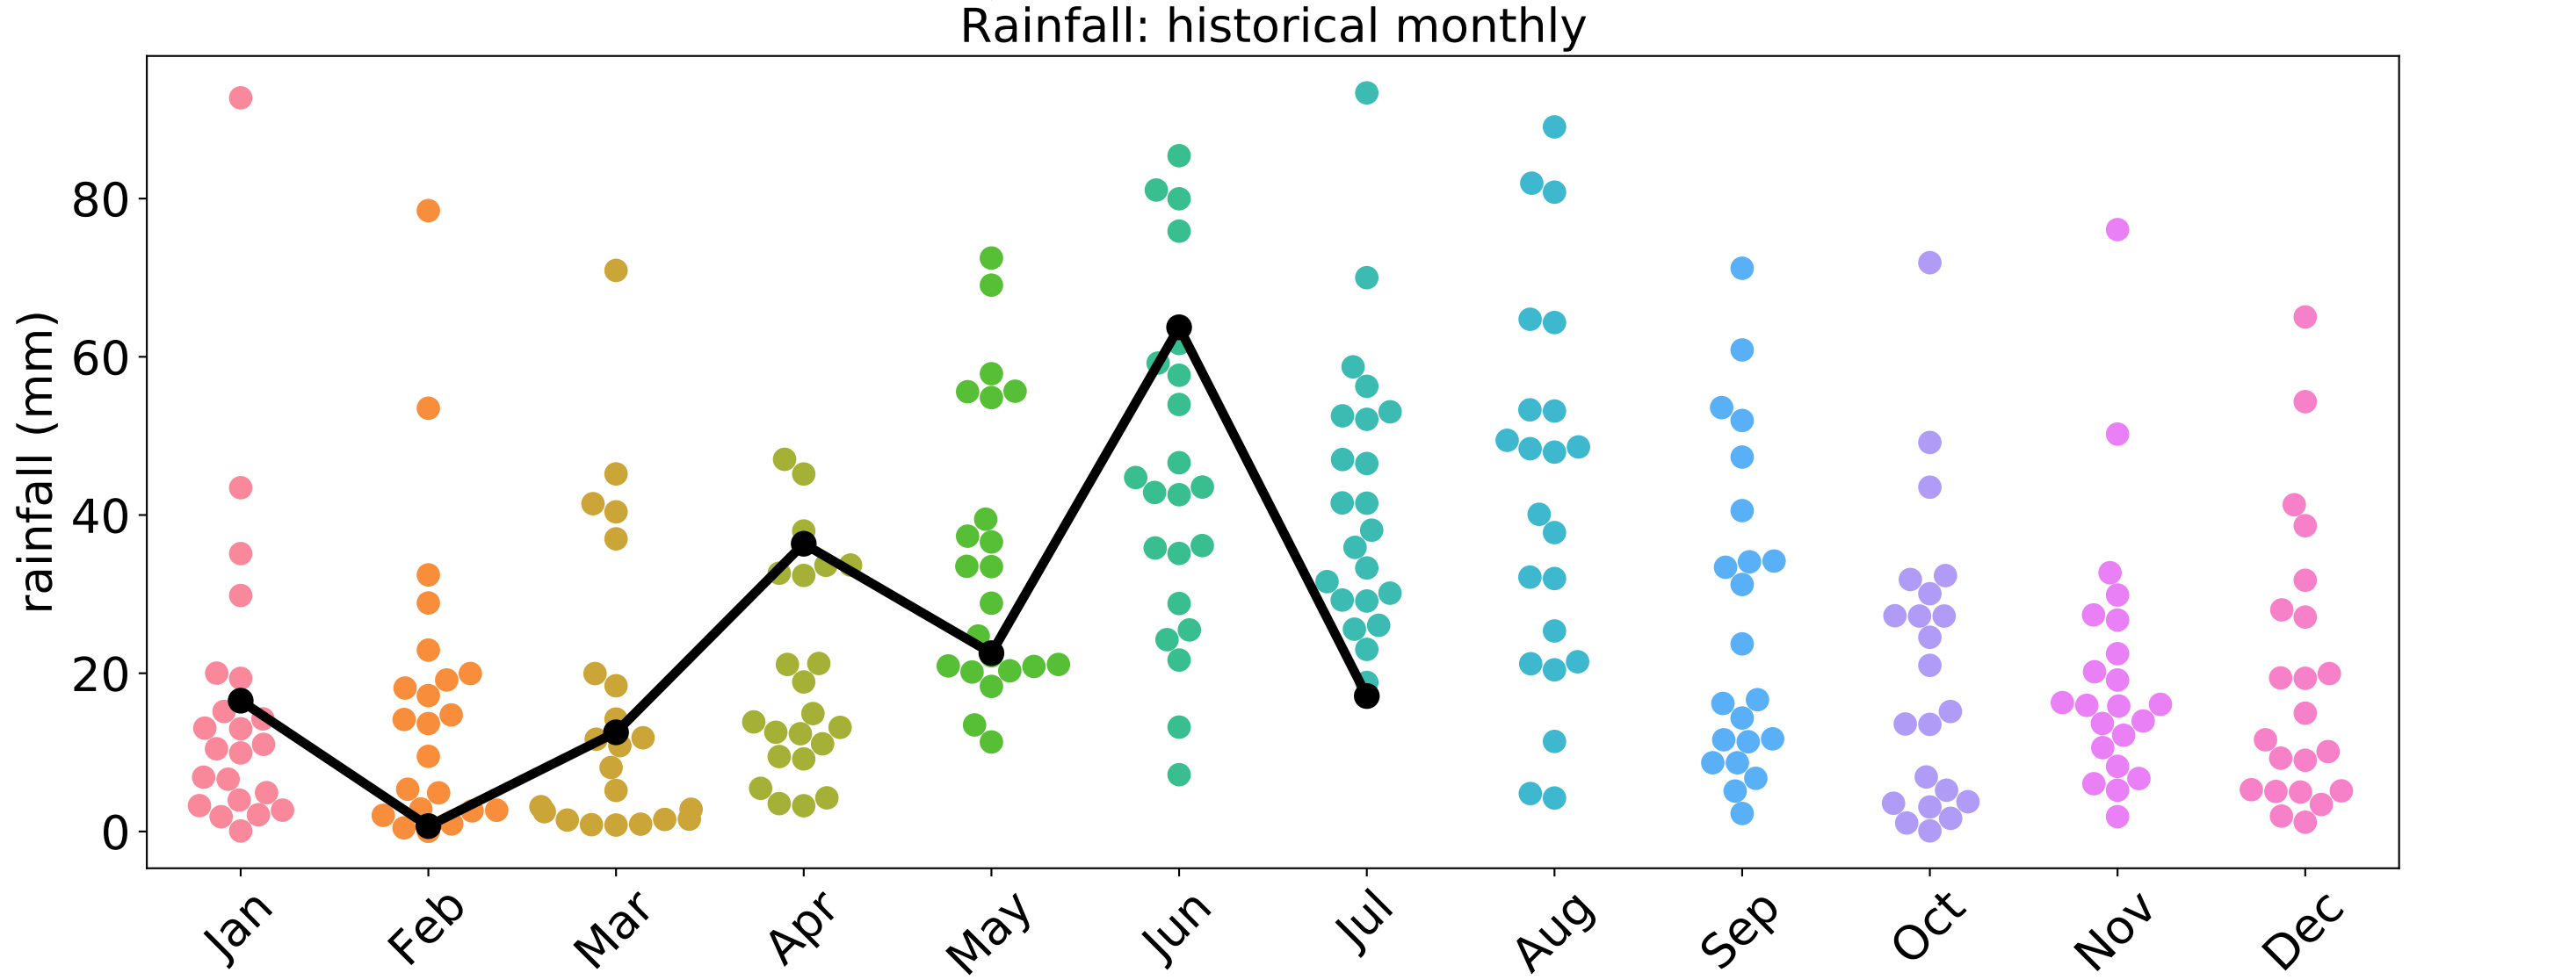 Rainfall: historical monthly
rainfall (mm)
80
60
40
20
0
Jan Feb Mar Apr May Jun Jul Aug Sep Oct Nov Dec